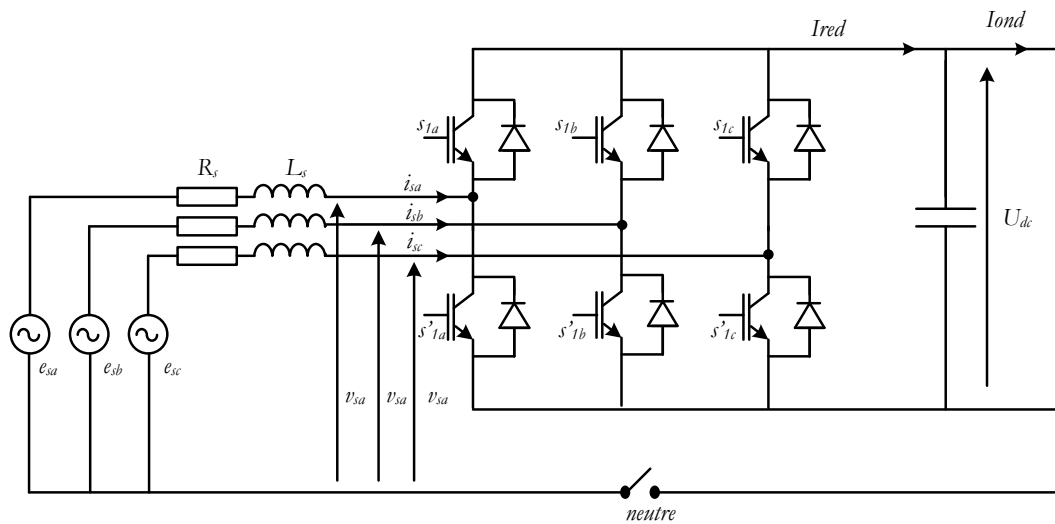 Ired
Iond
s1a
s1b
s1c
Rs
Ls
isa
isb
isc
Udc
s'1a
s'1b
s'1c
esa
esb
esc
vsa
vsa
vsa
neutre